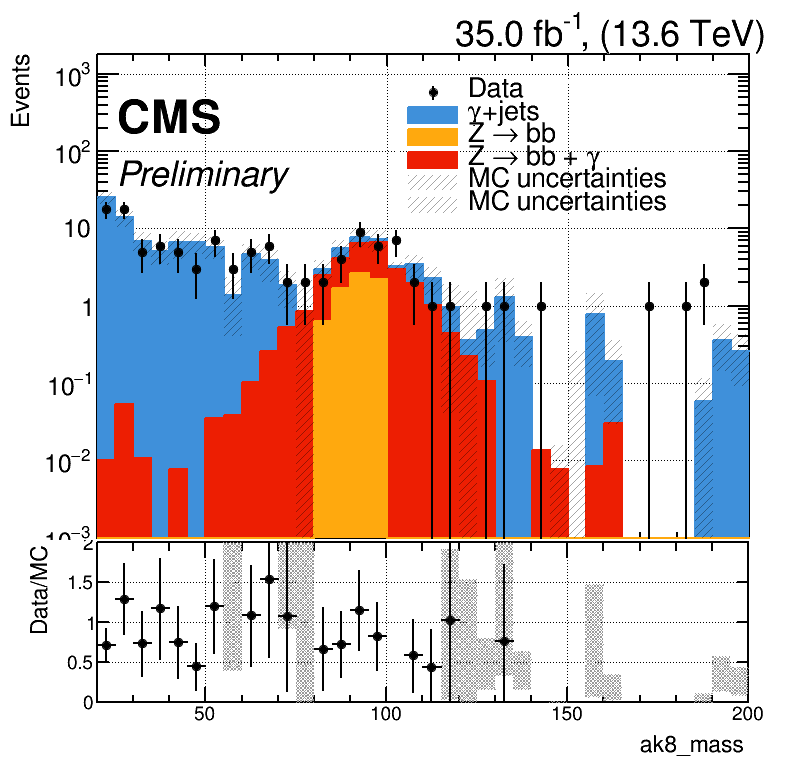 35.0 fb⁻¹, (13.6 TeV)
Events
10³
10²
10
1
10⁻¹
10⁻²
10⁻³
CMS
Preliminary
Data
γ+jets
Z → bb
Z → bb + γ
MC uncertainties
MC uncertainties
Data/MC
2
1.5
1
0.5
0
50
100
150
200
ak8_mass